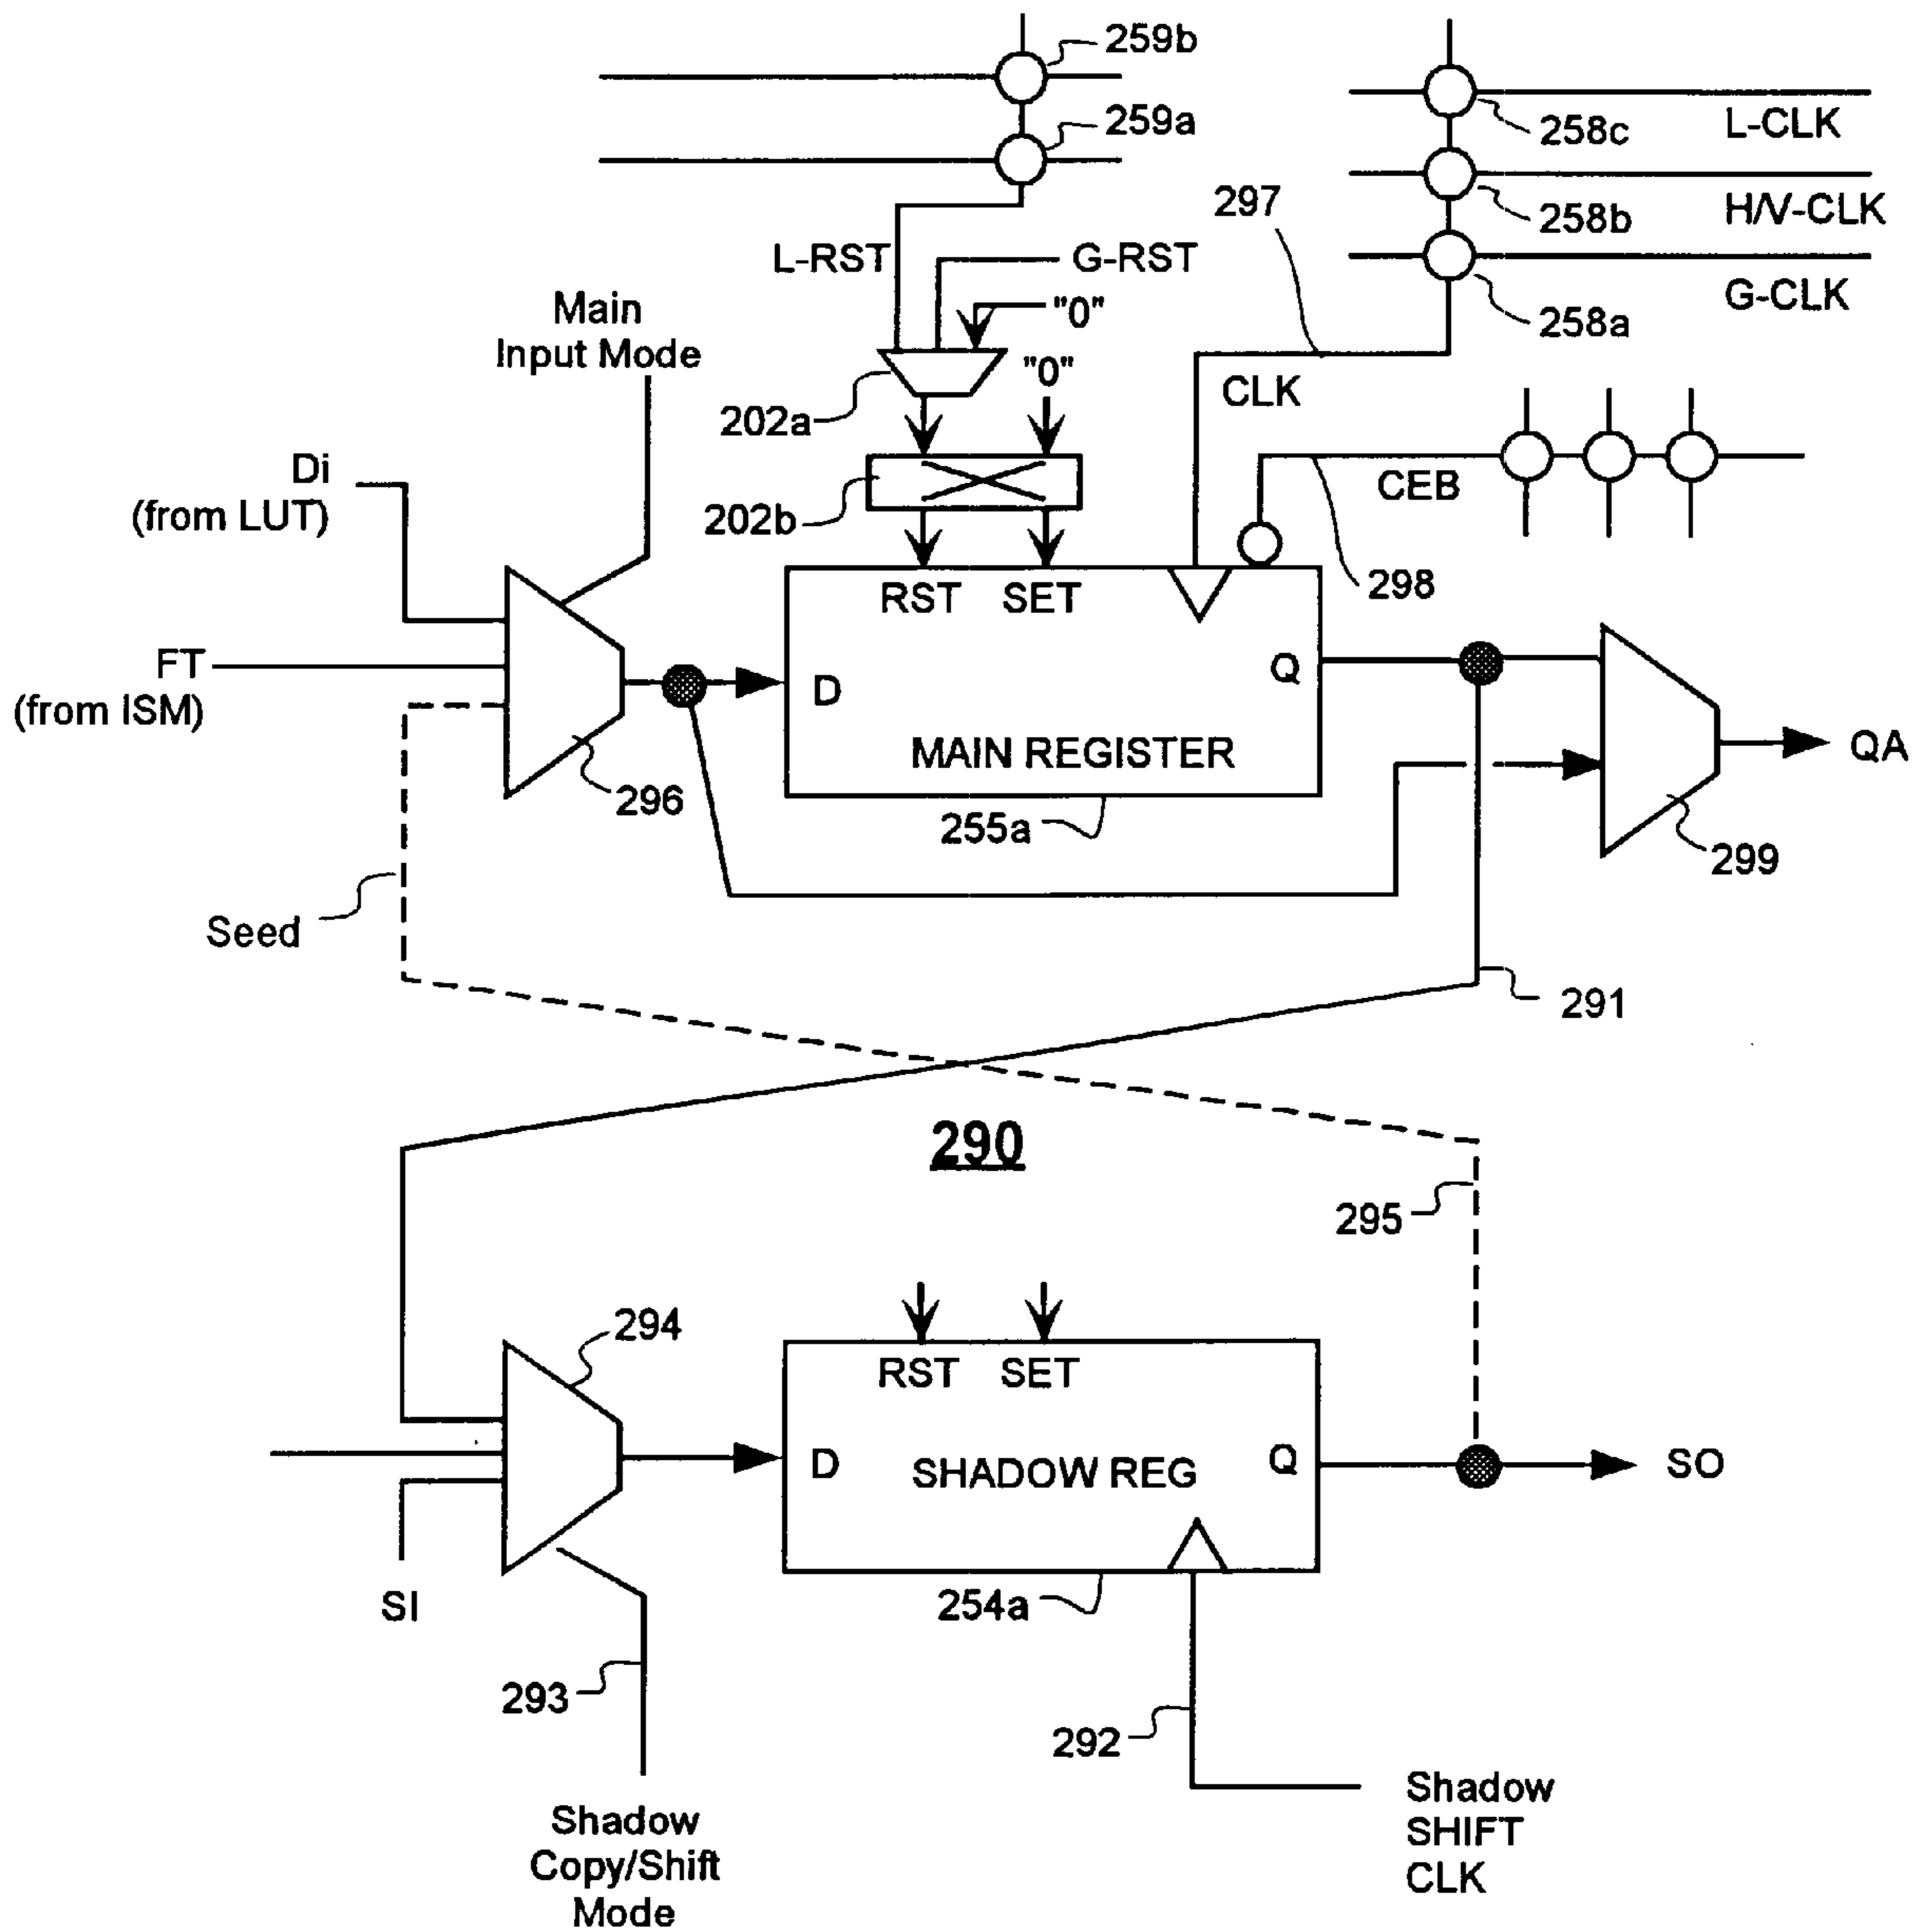 259b
259a
258c
L-CLK
297
258b
H/V-CLK
L-RST
G-RST
258a
G-CLK
Main
Input Mode
"0"
"0"
CLK
202a
Di
(from LUT)
CEB
202b
298
RST SET
FT
(from ISM)
D
Q
MAIN REGISTER
QA
296
255a
299
Seed
291
290
295
294
RST SET
D
SHADOW REG
Q
SO
SI
254a
293
292
Shadow
Copy/Shift
Mode
Shadow
SHIFT
CLK